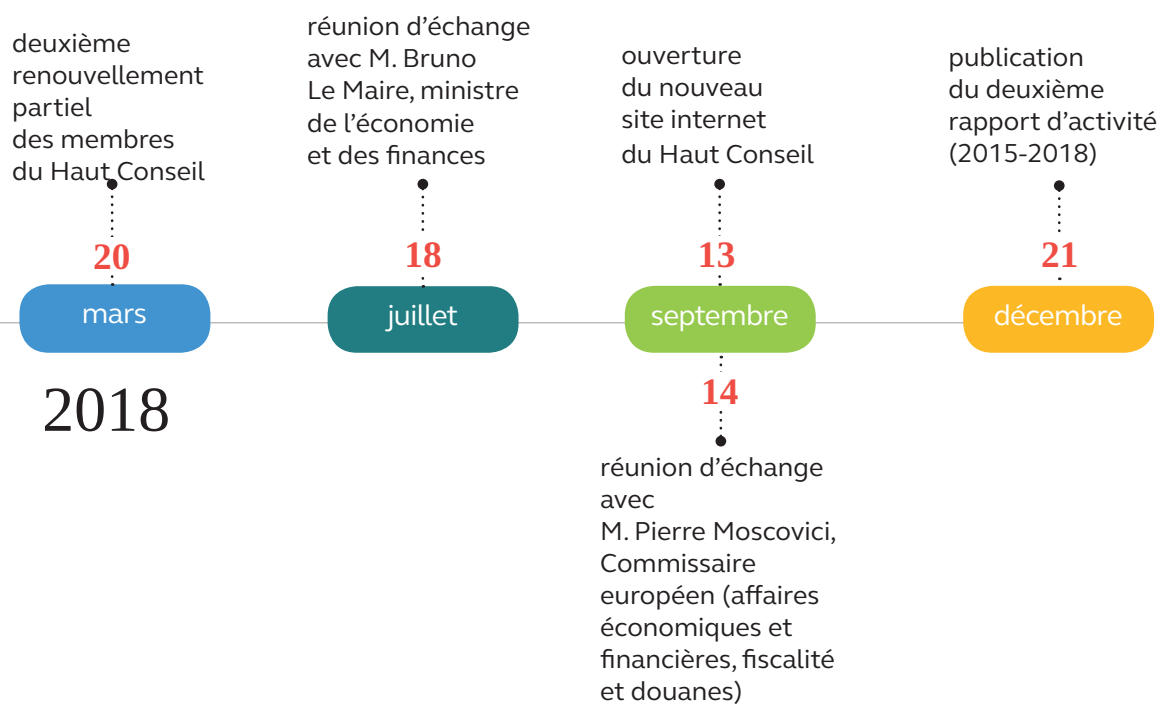 deuxième
renouvellement
partiel
des membres
du Haut Conseil
20
mars
2018
réunion d’échange
avec M. Bruno
Le Maire, ministre
de l’économie
et des finances
18
juillet
ouverture
du nouveau
site internet
du Haut Conseil
13
septembre
14
réunion d’échange
avec
M. Pierre Moscovici,
Commissaire
européen (affaires
économiques et
financières, fiscalité
et douanes)
publication
du deuxième
rapport d’activité
(2015-2018)
21
décembre